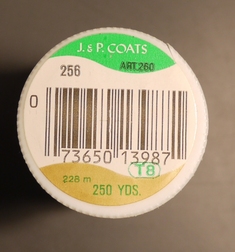 J. & P. COATS
256 ART.260
0
73650 13987
T8
228 m
250 YDS.